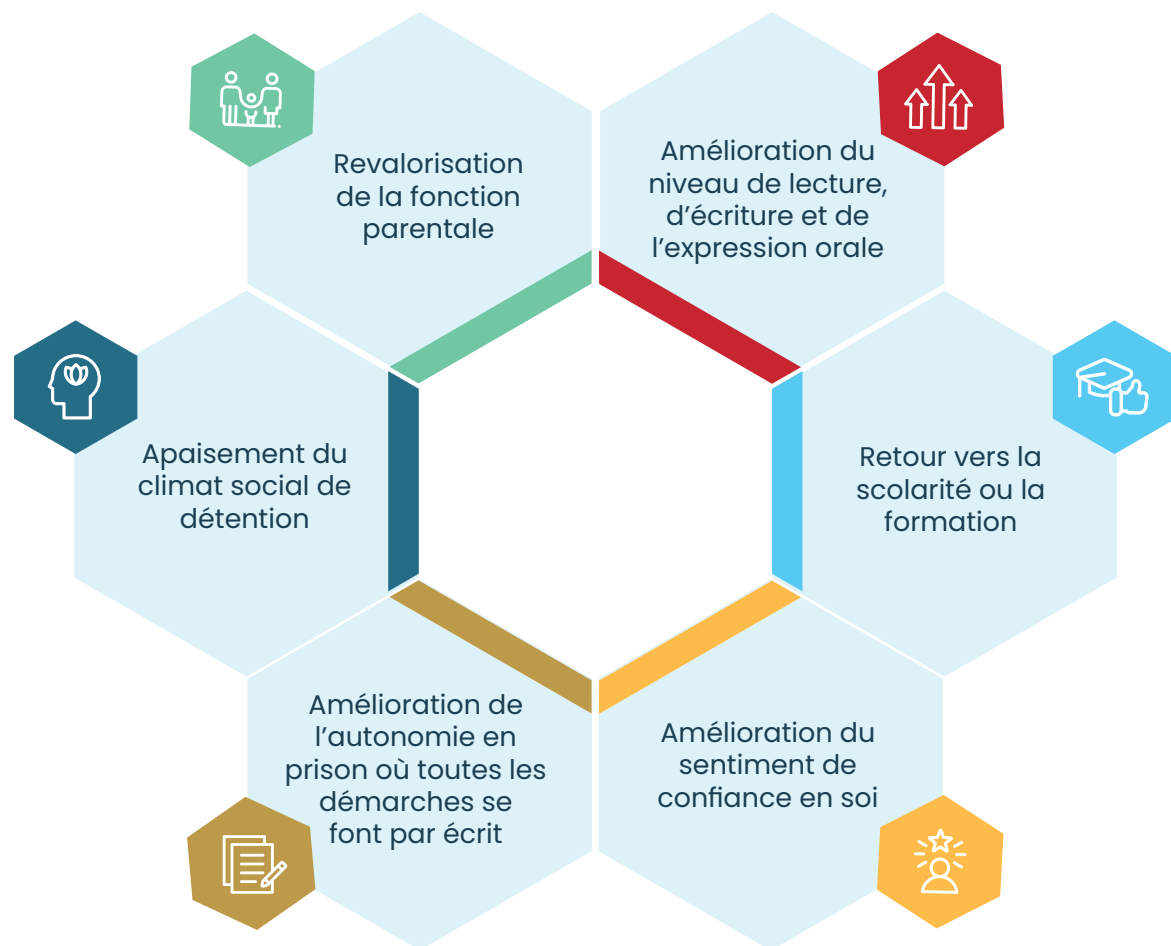 Revalorisation
de la fonction
parentale
Amélioration du
niveau de lecture,
d’écriture et de
l’expression orale
Apaisement du
climat social de
détention
Retour vers la
scolarité ou la
formation
Amélioration de
l’autonomie en
prison où toutes les
démarches se
font par écrit
Amélioration du
sentiment de
confiance en soi